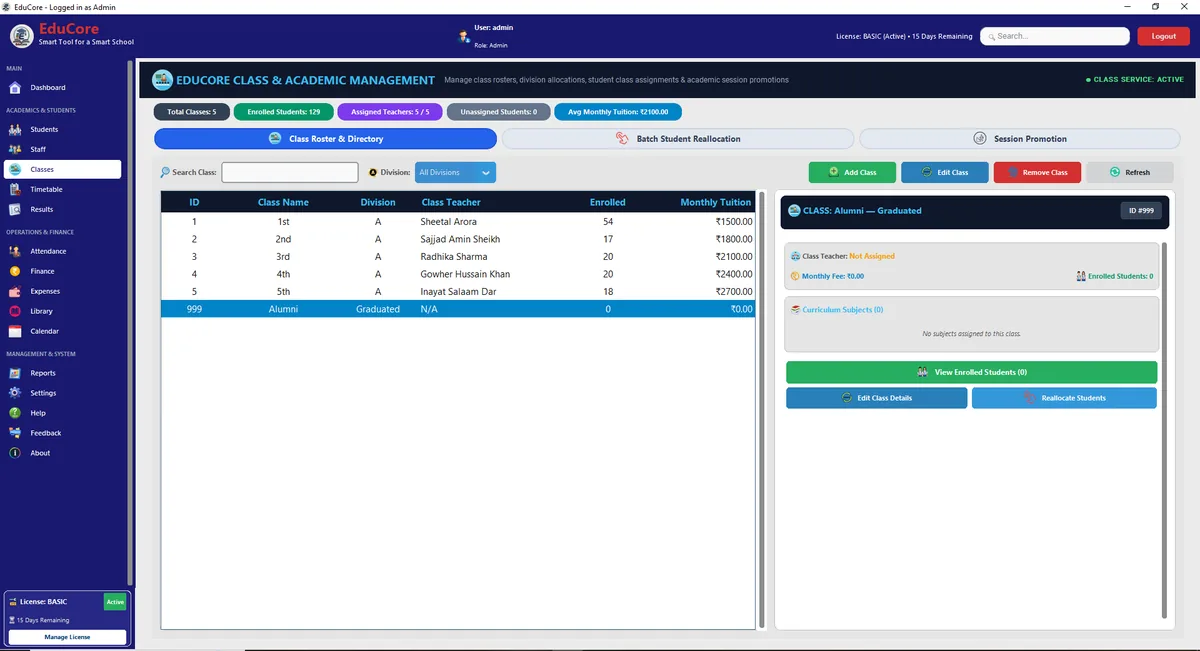 EduCore - Logged in as Admin
EduCore
Smart Tool for a Smart School
User: admin
Role: Admin
License: BASIC (Active) • 15 Days Remaining
Search...
Logout
MAIN
Dashboard
ACADEMICS & STUDENTS
Students
Staff
Classes
Timetable
Results
OPERATIONS & FINANCE
Attendance
Finance
Expenses
Library
Calendar
MANAGEMENT & SYSTEM
Reports
Settings
Help
Feedback
About
License: BASIC
Active
15 Days Remaining
Manage License
EDUCORE CLASS & ACADEMIC MANAGEMENT
Manage class rosters, division allocations, student class assignments & academic session promotions
● CLASS SERVICE: ACTIVE
Total Classes: 5
Enrolled Students: 129
Assigned Teachers: 5 / 5
Unassigned Students: 0
Avg Monthly Tuition: ₹2100.00
Class Roster & Directory
Batch Student Reallocation
Session Promotion
Search Class:
Division:
All Divisions
Add Class
Edit Class
Remove Class
Refresh
ID Class Name Division Class Teacher Enrolled Monthly Tuition
1 1st A Sheetal Arora 54 ₹1500.00
2 2nd A Sajjad Amin Sheikh 17 ₹1800.00
3 3rd A Radhika Sharma 20 ₹2100.00
4 4th A Gowher Hussain Khan 20 ₹2400.00
5 5th A Inayat Salaam Dar 18 ₹2700.00
999 Alumni Graduated N/A 0 ₹0.00
CLASS: Alumni — Graduated
ID #999
Class Teacher: Not Assigned
Monthly Fee: ₹0.00
Enrolled Students: 0
Curriculum Subjects (0)
No subjects assigned to this class.
View Enrolled Students (0)
Edit Class Details
Reallocate Students